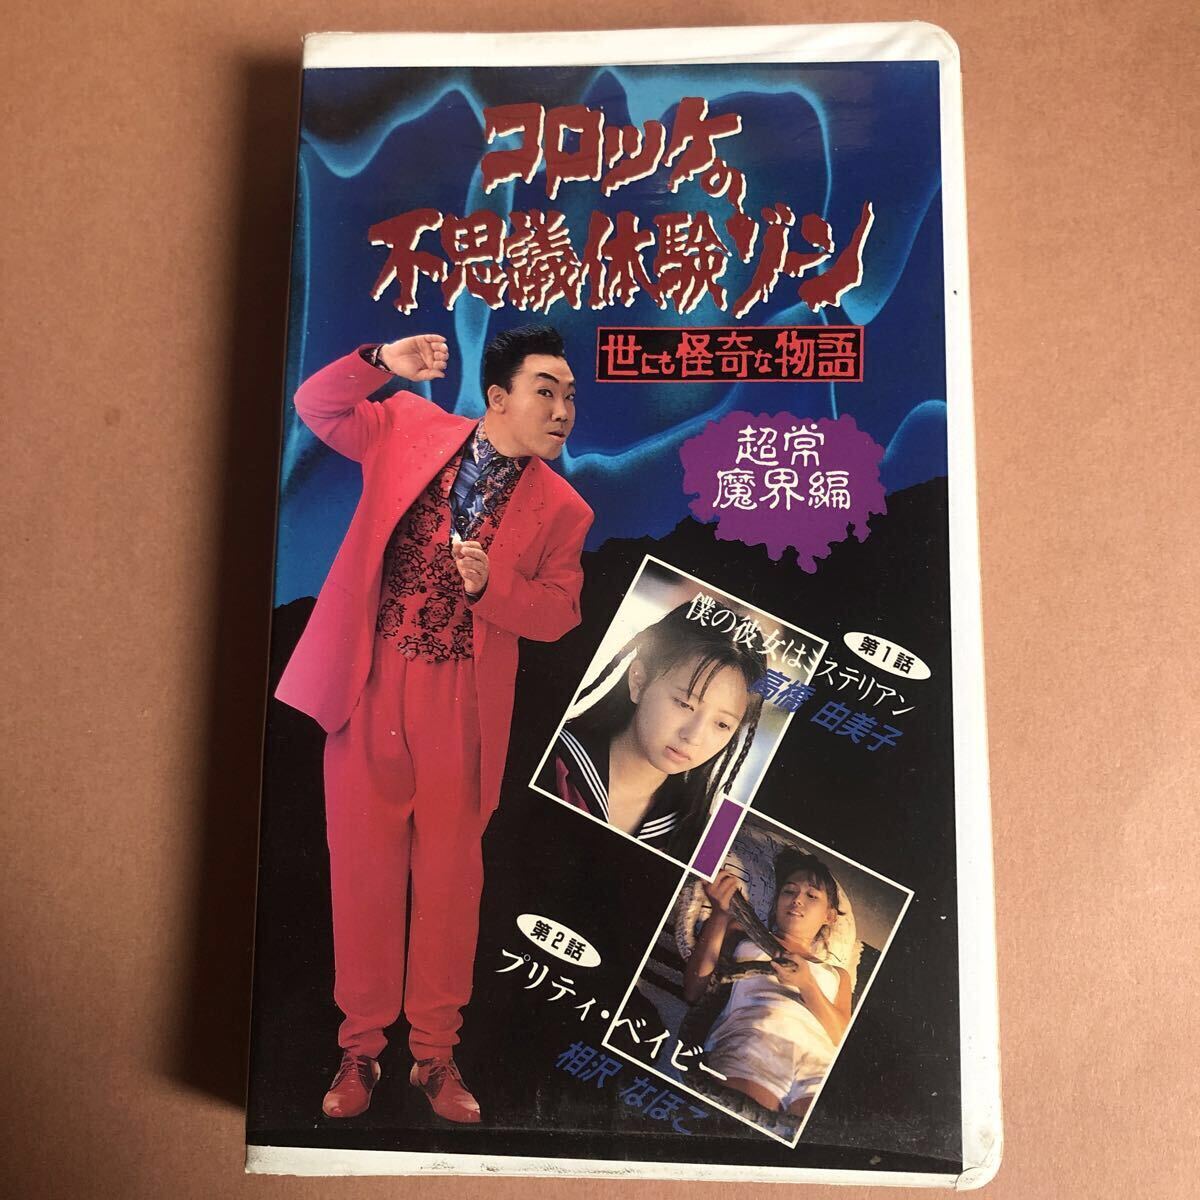 コロッケの
不思議体験ゾーン
世にも怪奇な物語
超常
魔界編
第1話
僕の彼女はミステリアン
高橋 由美子
第2話
プリティ・ベイビー
相沢 なほこ